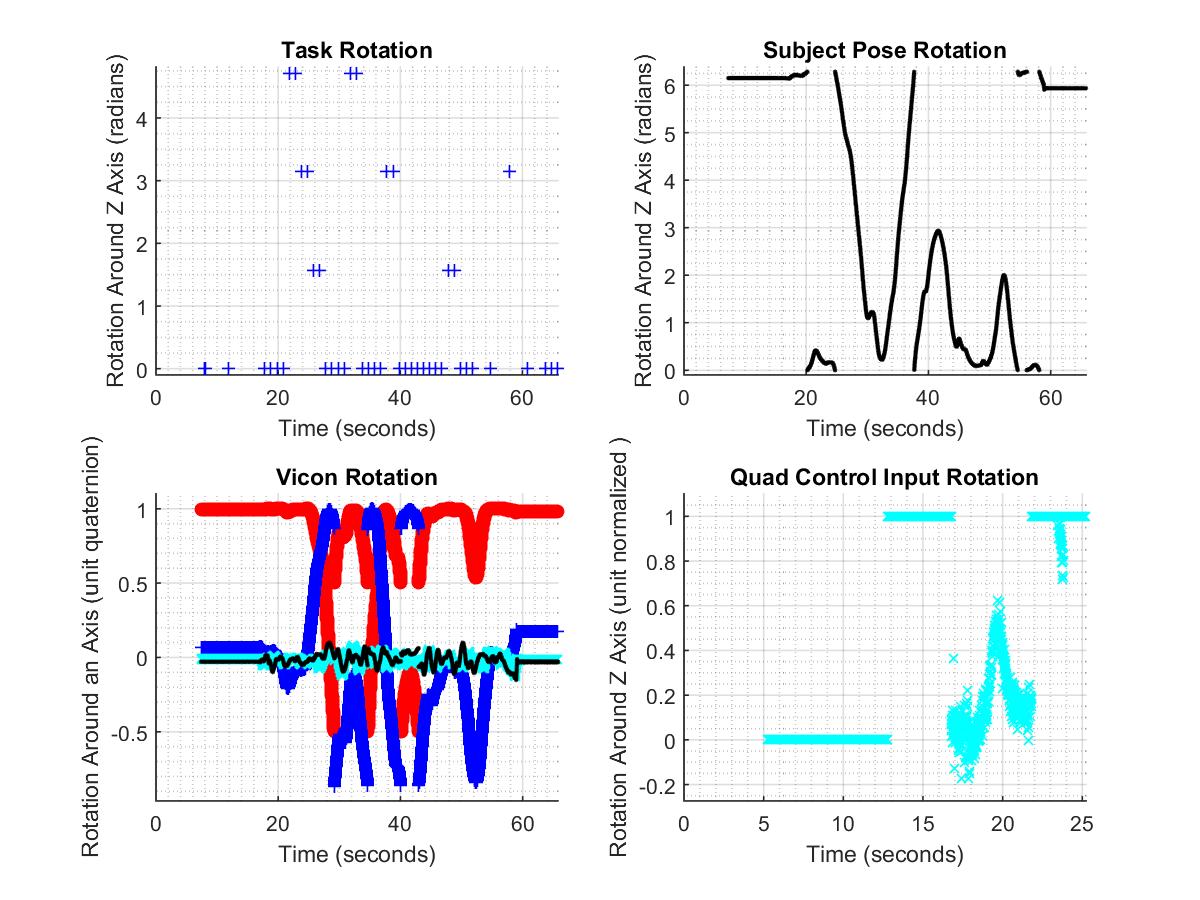 Task Rotation
Rotation Around Z Axis (radians)
4
3
2
1
0
0 20 40 60
Time (seconds)
Subject Pose Rotation
Rotation Around Z Axis (radians)
6
5
4
3
2
1
0
0 20 40 60
Time (seconds)
Vicon Rotation
Rotation Around an Axis (unit quaternion)
1
0.5
0
-0.5
0 20 40 60
Time (seconds)
Quad Control Input Rotation
Rotation Around Z Axis (unit normalized )
1
0.8
0.6
0.4
0.2
0
-0.2
0 5 10 15 20 25
Time (seconds)